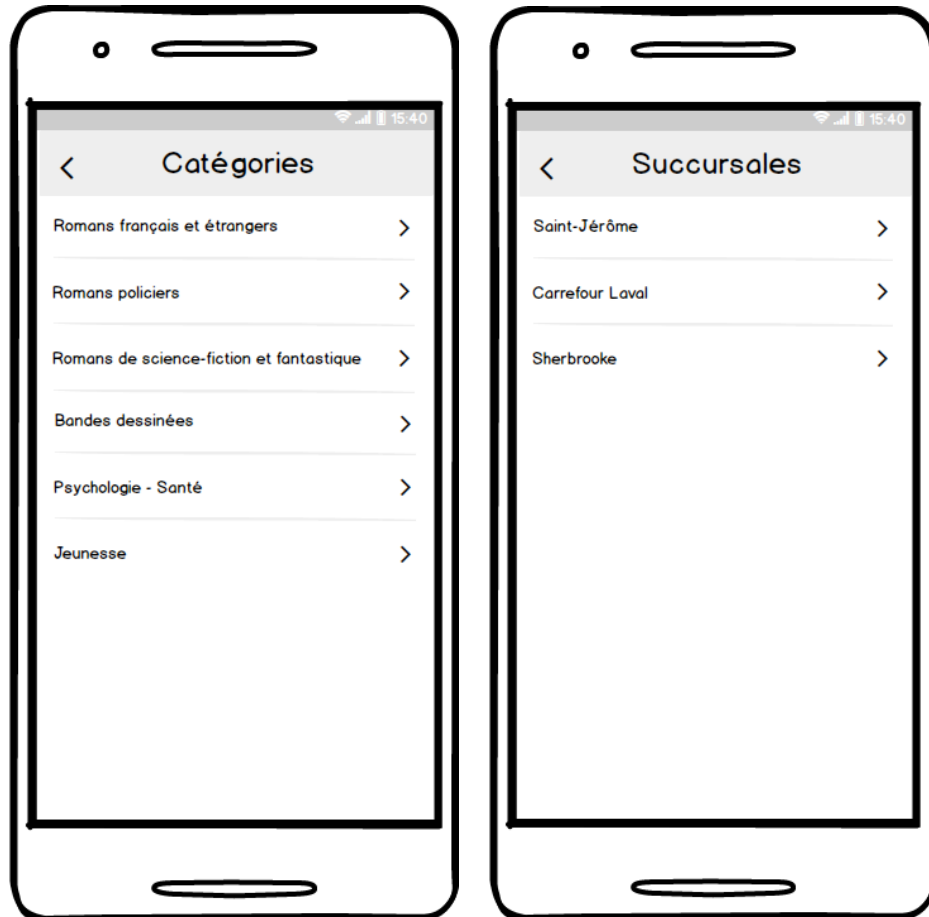 15:40
Catégories
Romans français et étrangers
Romans policiers
Romans de science-fiction et fantastique
Bandes dessinées
Psychologie - Santé
Jeunesse
15:40
Succursales
Saint-Jérôme
Carrefour Laval
Sherbrooke